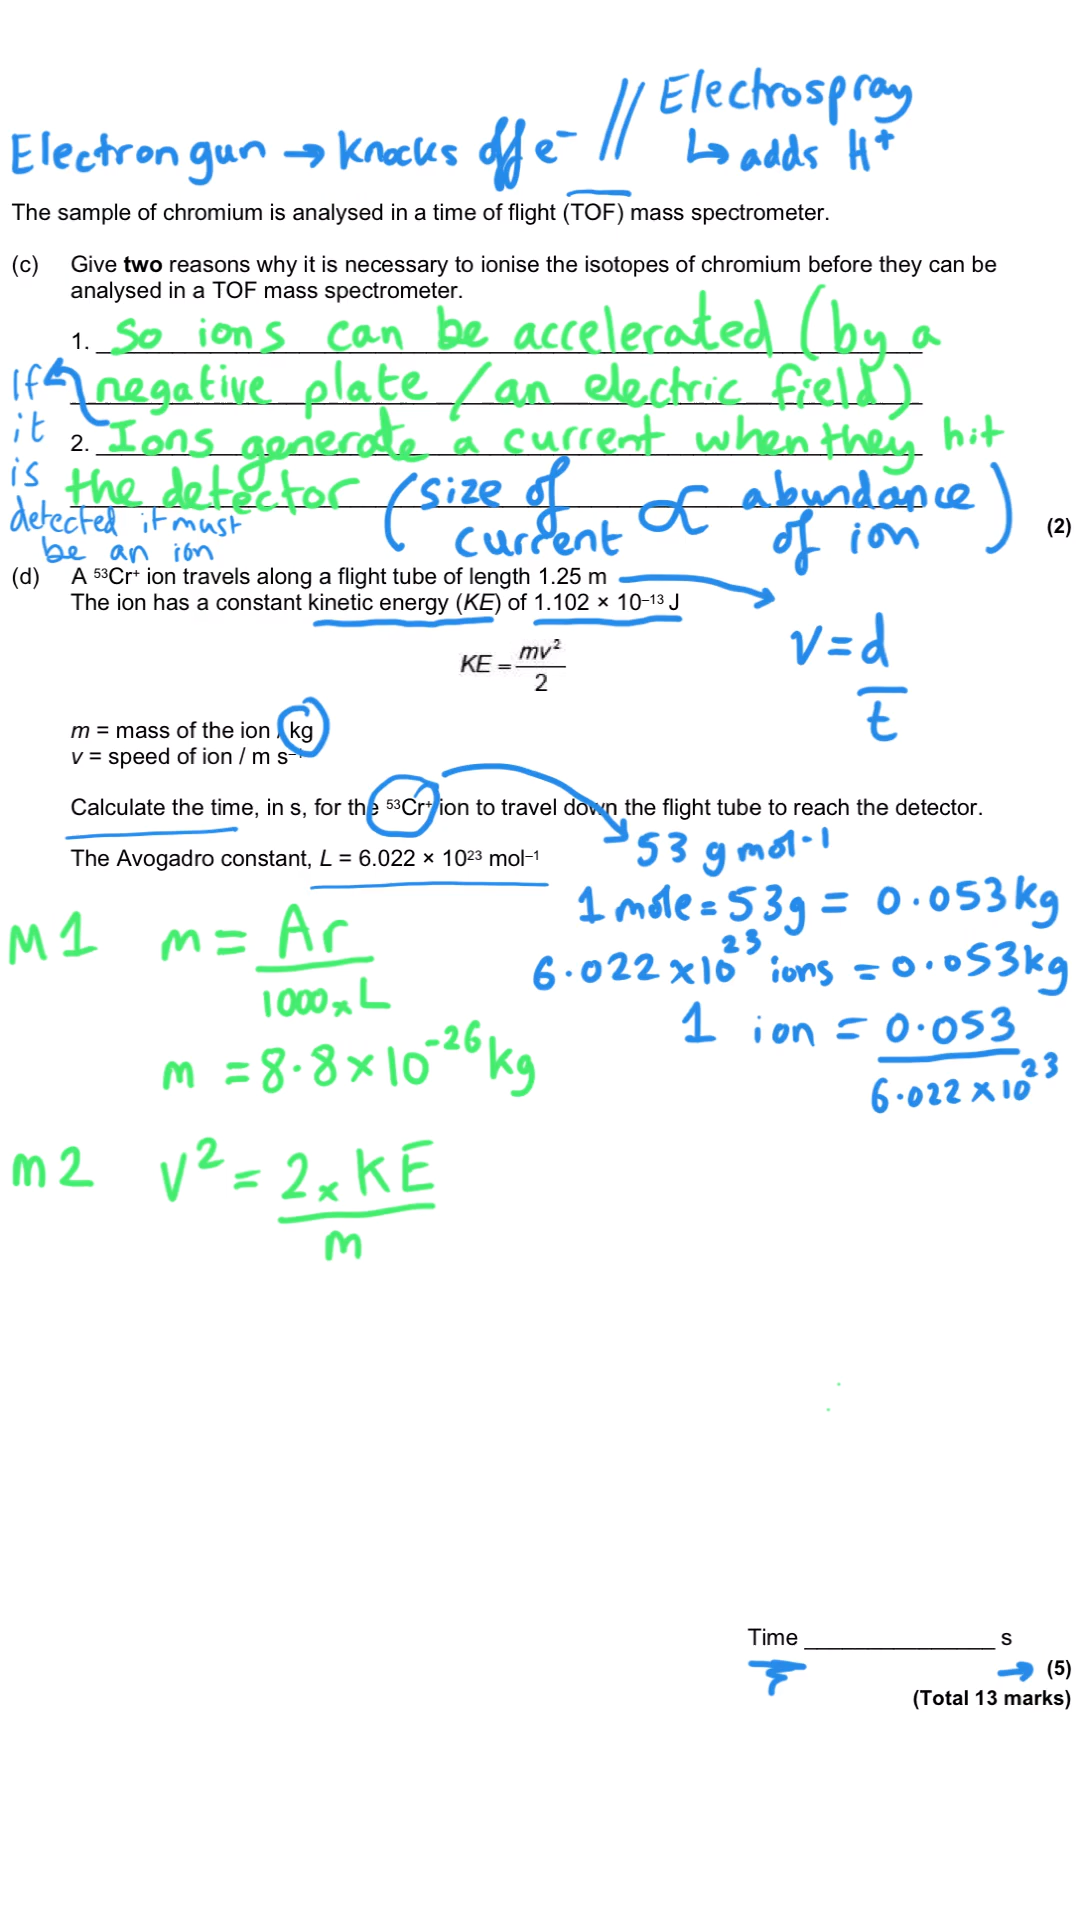 Electron gun → knocks off e⁻ // Electrospray
↳ adds H⁺
The sample of chromium is analysed in a time of flight (TOF) mass spectrometer.
(c) Give two reasons why it is necessary to ionise the isotopes of chromium before they can be
analysed in a TOF mass spectrometer.
1. So ions can be accelerated (by a
negative plate / an electric field)
2. Ions generate a current when they hit
the detector (size of current ∝ abundance of ion)
If
it
is
detected it must
be an ion
(2)
(d) A ⁵³Cr⁺ ion travels along a flight tube of length 1.25 m
The ion has a constant kinetic energy (KE) of 1.102 × 10⁻¹³ J
KE = mv²/2
v = d/t
m = mass of the ion / kg
v = speed of ion / m s⁻¹
Calculate the time, in s, for the ⁵³Cr⁺ ion to travel down the flight tube to reach the detector.
The Avogadro constant, L = 6.022 × 10²³ mol⁻¹
53 g mol-1
1 mole = 53g = 0.053kg
6.022 x10²³ ions = 0.053kg
1 ion = 0.053/6.022 x10²³
M1 m = Ar/1000 x L
m = 8.8 x 10⁻²⁶ kg
m2 V² = 2 x KE/m
Time ________________ s
(5)
(Total 13 marks)